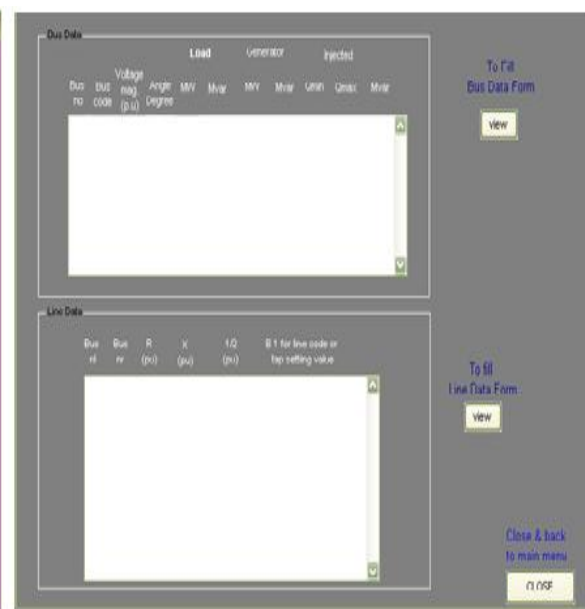 Bus Data
Load Generator Injected
Bus no Bus code Voltage mag. (p.u) Angle Degree MW Mvar MW Mvar Qmin Qmax Mvar
To Fill
Bus Data Form
view
Line Data
Bus nl Bus nr R (pu) X (pu) 1/2 (pu) B 1 for line code or tap setting value
To fill
Line Data Form
view
Close & back
to main menu
CLOSE